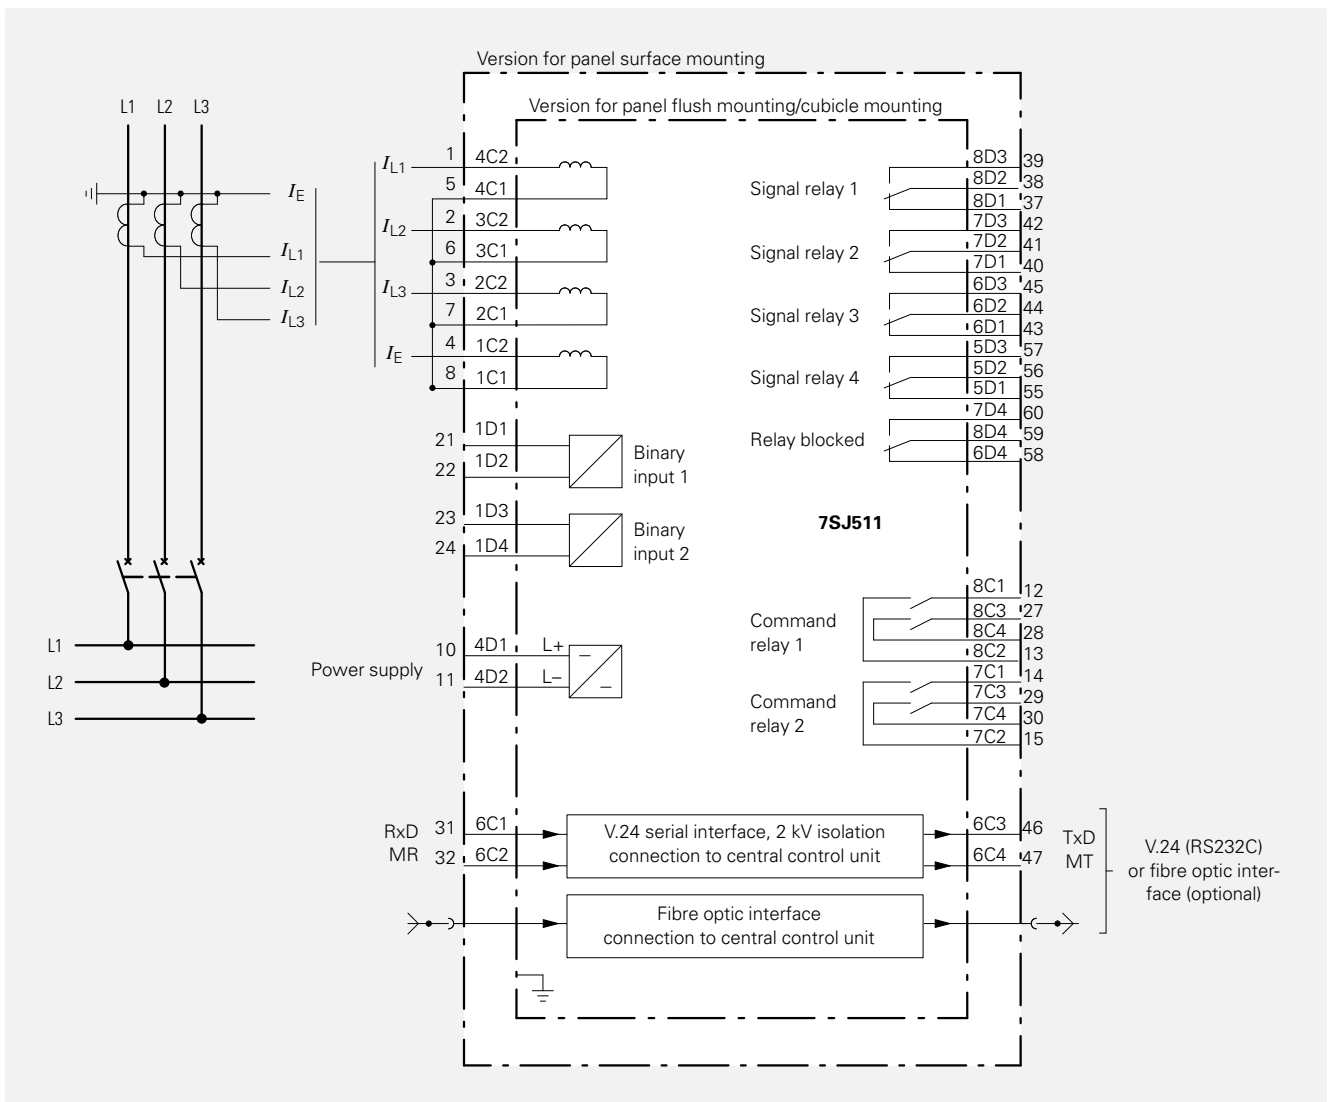 Version for panel surface mounting
Version for panel flush mounting/cubicle mounting
L1 L2 L3
IE
IL1
IL2
IL3
IL1
IL2
IL3
IE
1 4C2
5 4C1
2 3C2
6 3C1
3 2C2
7 2C1
4 1C2
8 1C1
21 1D1
22 1D2
Binary
input 1
23 1D3
24 1D4
Binary
input 2
Power supply
10 4D1 L+
11 4D2 L–
L1
L2
L3
Signal relay 1
8D3 39
8D2 38
8D1 37
Signal relay 2
7D3 42
7D2 41
7D1 40
Signal relay 3
6D3 45
6D2 44
6D1 43
Signal relay 4
5D3 57
5D2 56
5D1 55
Relay blocked
7D4 60
8D4 59
6D4 58
7SJ511
Command
relay 1
8C1 12
8C3 27
8C4 28
8C2 13
Command
relay 2
7C1 14
7C3 29
7C4 30
7C2 15
RxD 31 6C1
MR 32 6C2
V.24 serial interface, 2 kV isolation
connection to central control unit
6C3 46 TxD
6C4 47 MT
Fibre optic interface
connection to central control unit
V.24 (RS232C)
or fibre optic inter-
face (optional)